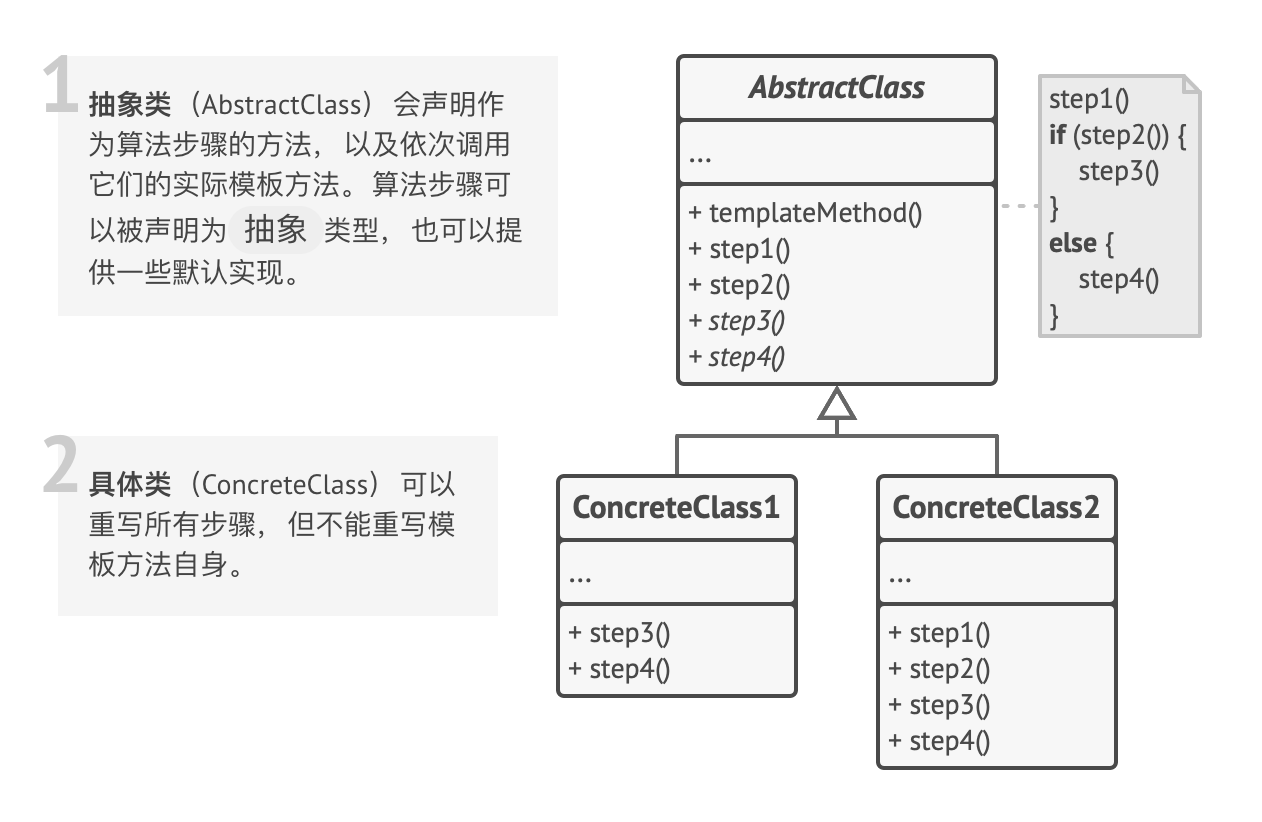 1
抽象类 （AbstractClass） 会声明作
为算法步骤的方法， 以及依次调用
它们的实际模板方法。 算法步骤可
以被声明为 抽象 类型， 也可以提
供一些默认实现。
AbstractClass
...
+ templateMethod()
+ step1()
+ step2()
+ step3()
+ step4()
step1()
if (step2()) {
step3()
}
else {
step4()
}
2
具体类 （ConcreteClass） 可以
重写所有步骤， 但不能重写模
板方法自身。
ConcreteClass1
...
+ step3()
+ step4()
ConcreteClass2
...
+ step1()
+ step2()
+ step3()
+ step4()